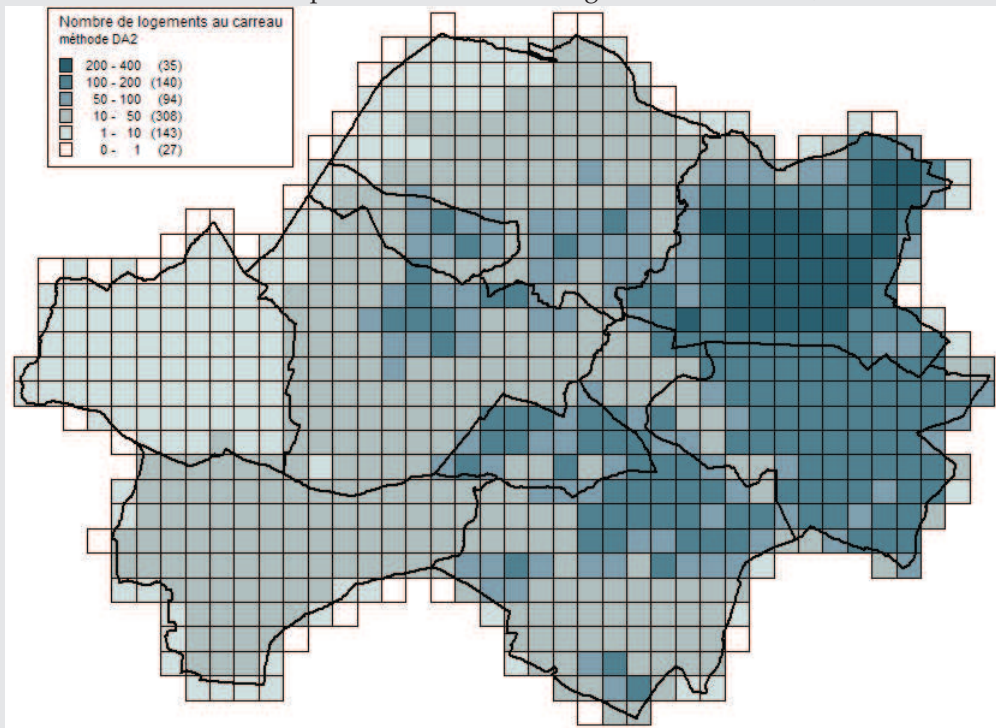 Nombre de logements au carreau
méthode DA2
200 - 400 (35)
100 - 200 (140)
50 - 100 (94)
10 - 50 (308)
1 - 10 (143)
0 - 1 (27)